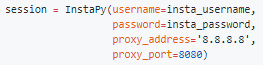 session = InstaPy(username=insta_username,
password=insta_password,
proxy_address='8.8.8.8',
proxy_port=8080)